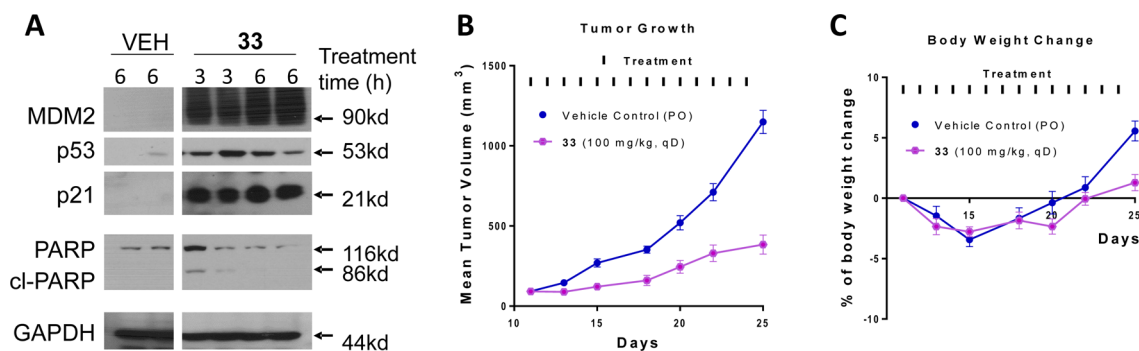 A
VEH
33
Treatment
time (h)
6 6 3 3 6 6
MDM2
90kd
p53
53kd
p21
21kd
PARP
116kd
cl-PARP
86kd
GAPDH
44kd
B
Tumor Growth
Treatment
Vehicle Control (PO)
33 (100 mg/kg, qD)
Mean Tumor Volume (mm3)
1500
1000
500
0
10 15 20 25
Days
C
Body Weight Change
Treatment
Vehicle Control (PO)
33 (100 mg/kg, qD)
% of body weight change
10
5
0
-5
-10
15 20 25
Days